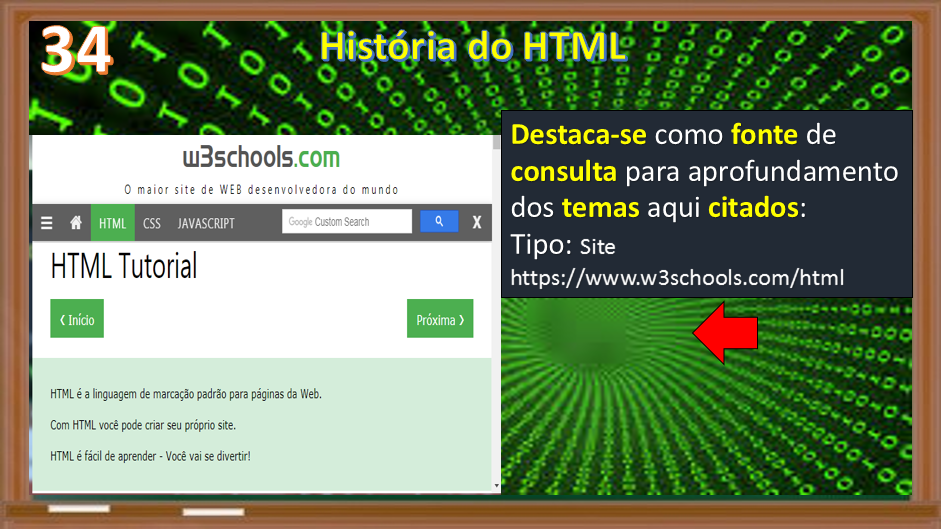 34
História do HTML
w3schools.com
O maior site de WEB desenvolvedora do mundo
HTML CSS JAVASCRIPT Google Custom Search X
HTML Tutorial
❮ Início Próxima ❯
HTML é a linguagem de marcação padrão para páginas da Web.
Com HTML você pode criar seu próprio site.
HTML é fácil de aprender - Você vai se divertir!
Destaca-se como fonte de
consulta para aprofundamento
dos temas aqui citados:
Tipo: Site
https://www.w3schools.com/html